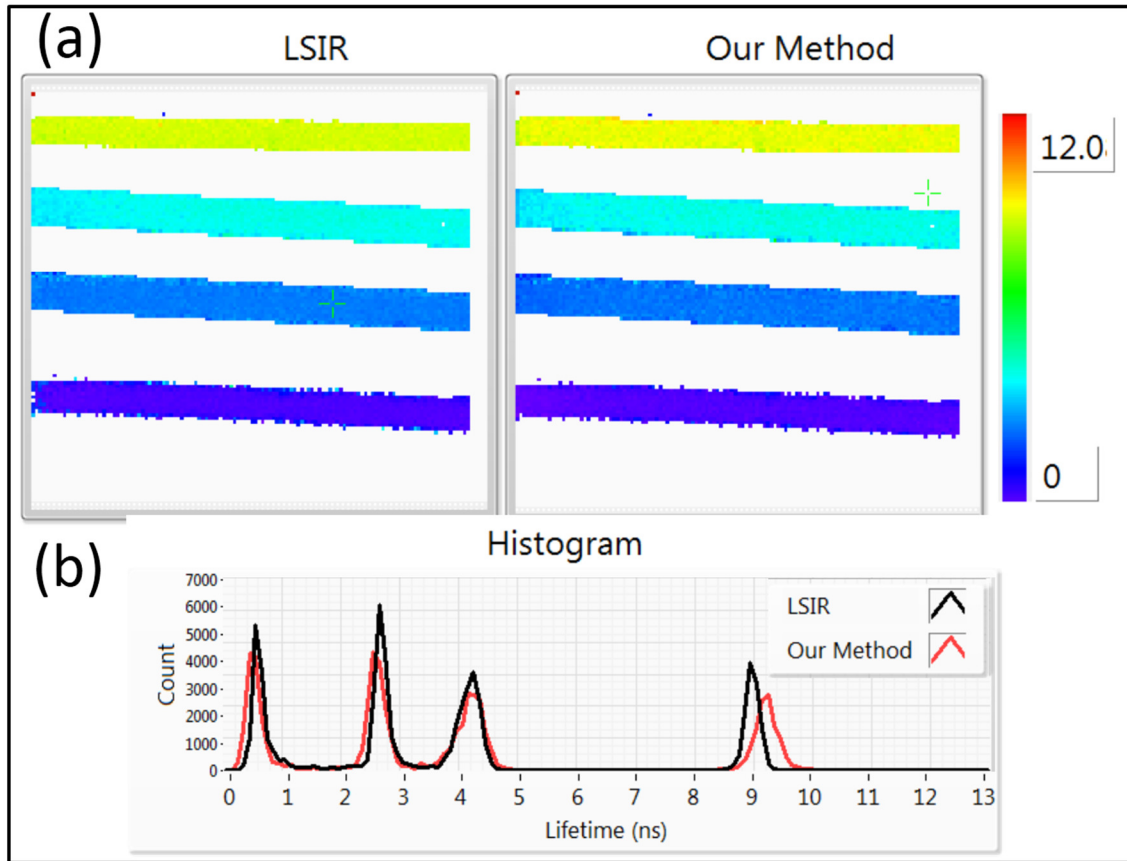 (a)
LSIR
Our Method
12.0
0
(b)
Histogram
7000
6000
5000
4000
3000
2000
1000
0
Count
LSIR
Our Method
0 1 2 3 4 5 6 7 8 9 10 11 12 13
Lifetime (ns)